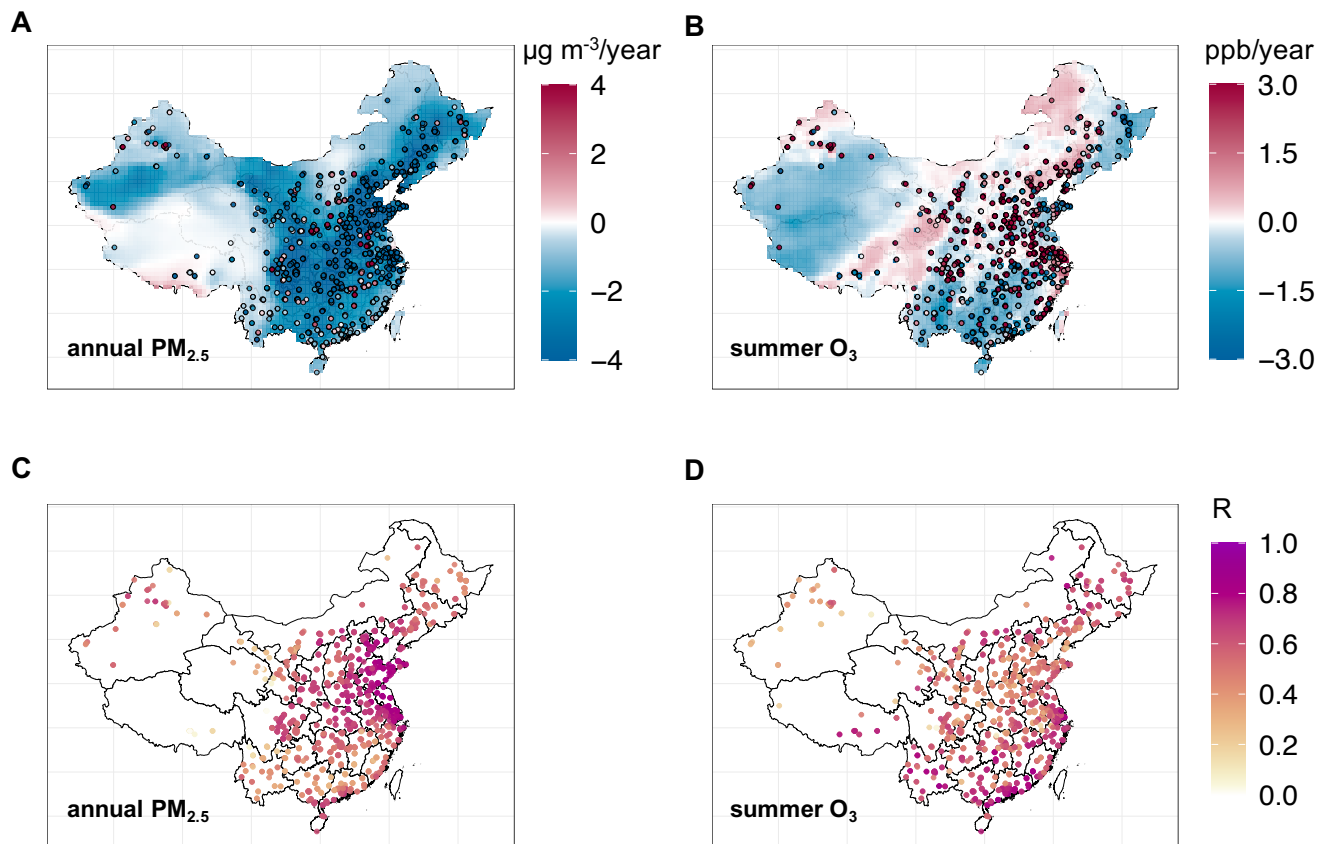 A
µg m⁻³/year
4
2
0
−2
−4
annual PM₂.₅
B
ppb/year
3.0
1.5
0.0
−1.5
−3.0
summer O₃
C
annual PM₂.₅
D
R
1.0
0.8
0.6
0.4
0.2
0.0
summer O₃